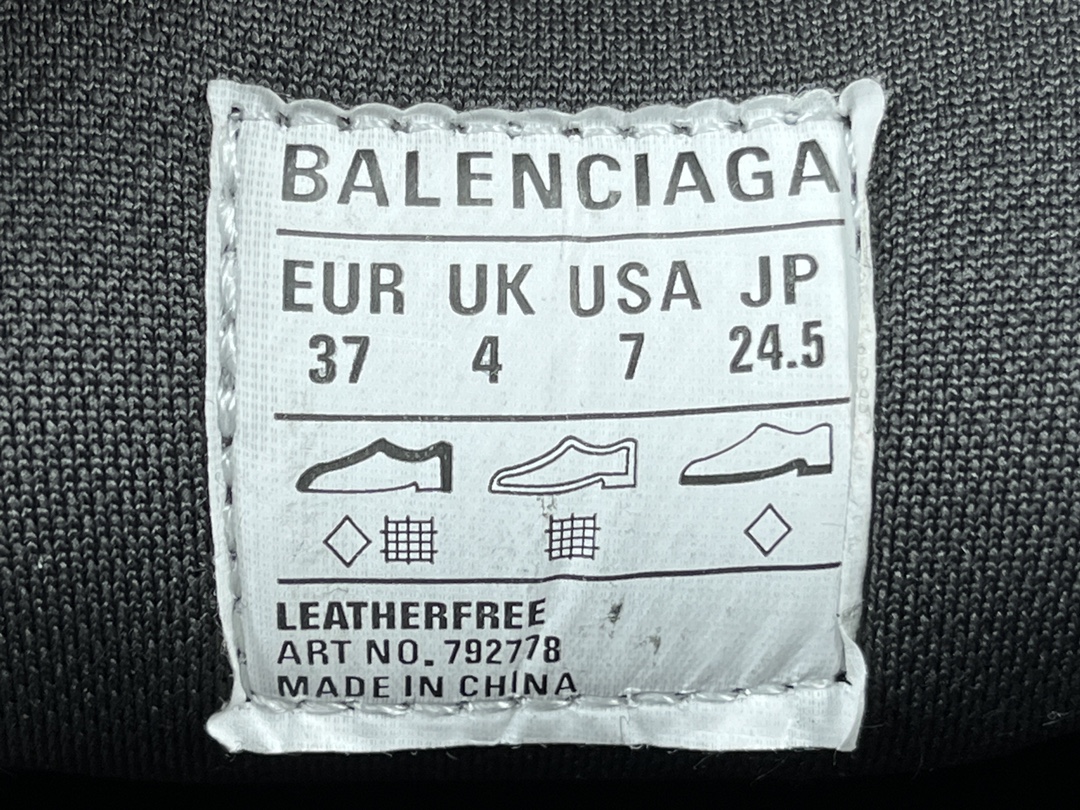 BALENCIAGA
EUR UK USA JP
37 4 7 24.5
LEATHERFREE
ART NO. 792778
MADE IN CHINA